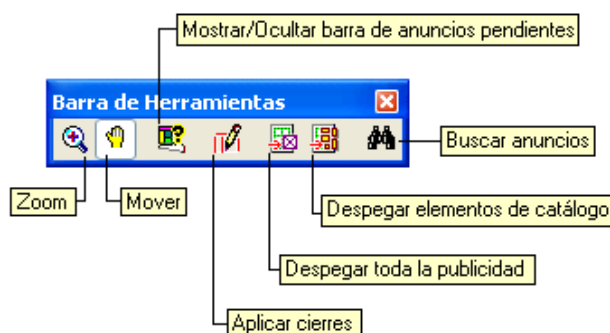 Mostrar/Ocultar barra de anuncios pendientes
Barra de Herramientas
Buscar anuncios
Zoom
Mover
Despegar elementos de catálogo
Despegar toda la publicidad
Aplicar cierres